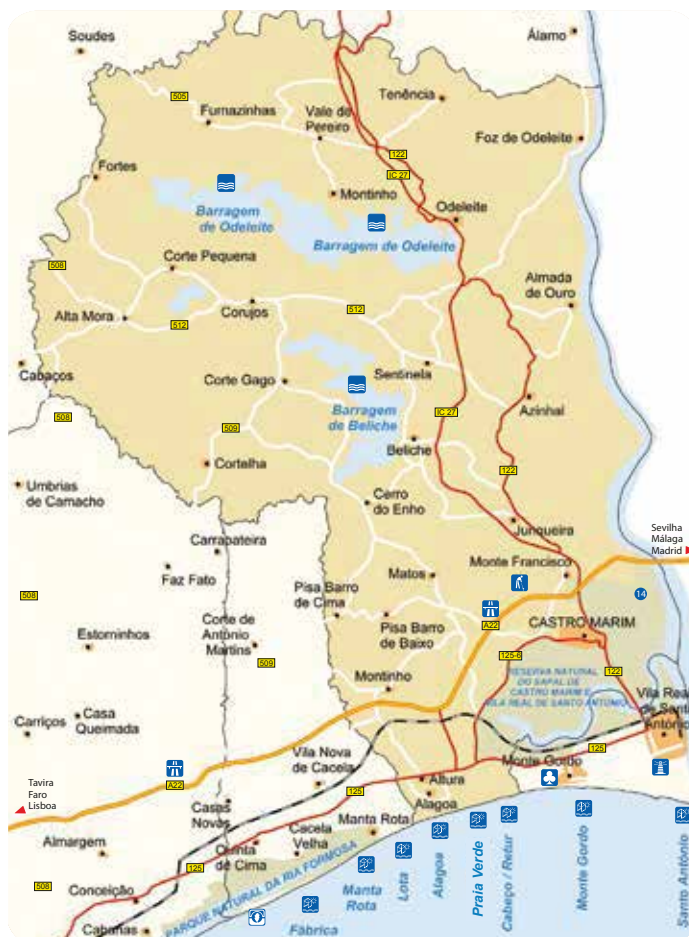 Soudes
Álamo
505
Furnazinhas
Tenência
Vale do
Pereiro
Foz de Odeleite
122
IC 27
Fortes
Montinho
Barragem
de Odeleite
Odeleite
Barragem de Odeleite
Corte Pequena
508
Almada
de Ouro
Corujos
512
Alta Mora
512
Cabaços
Sentinela
Corte Gago
Azinhal
Barragem
de Beliche
IC 27
508
509
Beliche
Cortelha
122
Umbrias
de Camacho
Cerro
do Enho
Junqueira
Sevilha
Málaga
Madrid
Carrapateira
Monte Francisco
Faz Fato
Matos
14
508
Pisa Barro
de Cima
A22
Corte de
António
Martins
Pisa Barro
de Baixo
CASTRO MARIM
Estorninhos
125-6
509
122
RESERVA NATURAL
DO SAPAL DE
CASTRO MARIM E
VILA REAL DE SANTO ANTÓNIO
Montinho
Vila Real
de Santo
António
Carriços
Casa
Queimada
125
Vila Nova
de Cacela
Monte Gordo
A22
Altura
Tavira
Faro
Lisboa
125
Alagoa
Casas
Novas
Manta Rota
Almargem
Quinta
de Cima
Cacela
Velha
125
PARQUE NATURAL DA RIA FORMOSA
508
Conceição
Cabanas
Fábrica
Manta
Rota
Lota
Alagoa
Praia Verde
Cabeço / Retur
Monte Gordo
Santo António